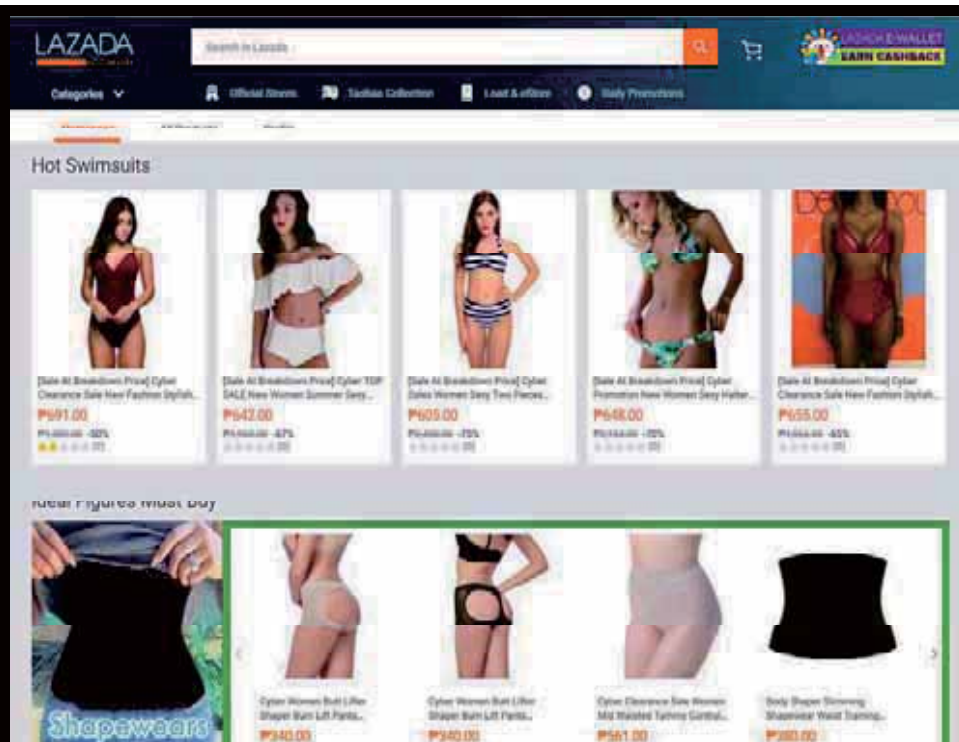 LAZADA
Search in Lazada
LAZADA E-WALLET
EARN CASHBACK
Categories
Official Stores
Taobao Collection
Load & eStore
Daily Promotions
Hot Swimsuits
[Sale At Breakdown Price] Cyber
Clearance Sale New Fashion Stylish...
₱691.00
-50%
[Sale At Breakdown Price] Cyber TOP
SALE New Women Summer Sexy...
₱642.00
-67%
[Sale At Breakdown Price] Cyber
Sales Women Sexy Two Pieces...
₱605.00
-75%
[Sale At Breakdown Price] Cyber
Promotion New Women Sexy Halter...
₱648.00
-70%
[Sale At Breakdown Price] Cyber
Clearance Sale New Fashion Stylish...
₱655.00
-65%
Ideal Figures Must Buy
Shapewears
Cyber Women Butt Lifter
Shaper Bum Lift Pants...
₱340.00
Cyber Women Butt Lifter
Shaper Bum Lift Pants...
₱340.00
Cyber Clearance Sale Women
Mid Waisted Tummy Control...
₱561.00
Body Shaper Slimming
Shapewear Waist Training...
₱380.00